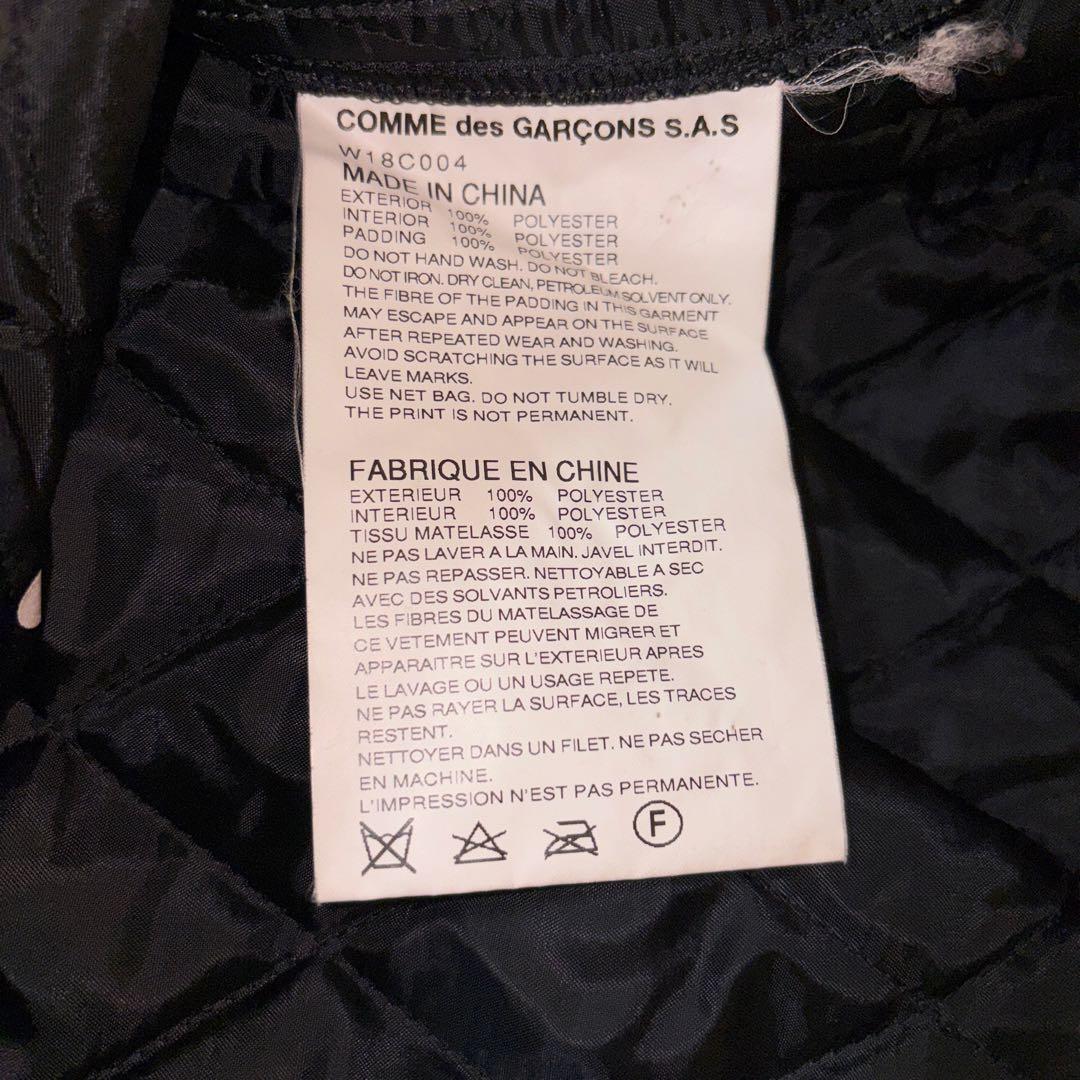 COMME des GARÇONS S.A.S
W18C004
MADE IN CHINA
EXTERIOR 100% POLYESTER
INTERIOR 100% POLYESTER
PADDING 100% POLYESTER
DO NOT HAND WASH. DO NOT BLEACH.
DO NOT IRON. DRY CLEAN, PETROLEUM SOLVENT ONLY.
THE FIBRE OF THE PADDING IN THIS GARMENT
MAY ESCAPE AND APPEAR ON THE SURFACE
AFTER REPEATED WEAR AND WASHING.
AVOID SCRATCHING THE SURFACE AS IT WILL
LEAVE MARKS.
USE NET BAG. DO NOT TUMBLE DRY.
THE PRINT IS NOT PERMANENT.
FABRIQUE EN CHINE
EXTERIEUR 100% POLYESTER
INTERIEUR 100% POLYESTER
TISSU MATELASSE 100% POLYESTER
NE PAS LAVER A LA MAIN. JAVEL INTERDIT.
NE PAS REPASSER. NETTOYABLE A SEC
AVEC DES SOLVANTS PETROLIERS.
LES FIBRES DU MATELASSAGE DE
CE VETEMENT PEUVENT MIGRER ET
APPARAITRE SUR L'EXTERIEUR APRES
LE LAVAGE OU UN USAGE REPETE.
NE PAS RAYER LA SURFACE, LES TRACES
RESTENT.
NETTOYER DANS UN FILET. NE PAS SECHER
EN MACHINE.
L'IMPRESSION N'EST PAS PERMANENTE.
F